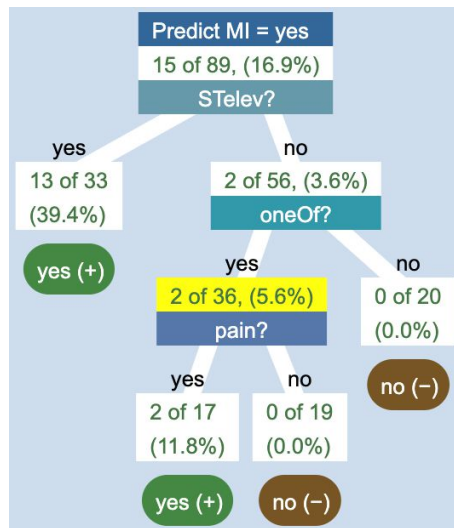 Predict MI = yes
15 of 89, (16.9%)
STelev?
yes
no
13 of 33
(39.4%)
2 of 56, (3.6%)
oneOf?
yes (+)
yes
no
2 of 36, (5.6%)
pain?
0 of 20
(0.0%)
no (−)
yes
no
2 of 17
(11.8%)
0 of 19
(0.0%)
yes (+)
no (−)